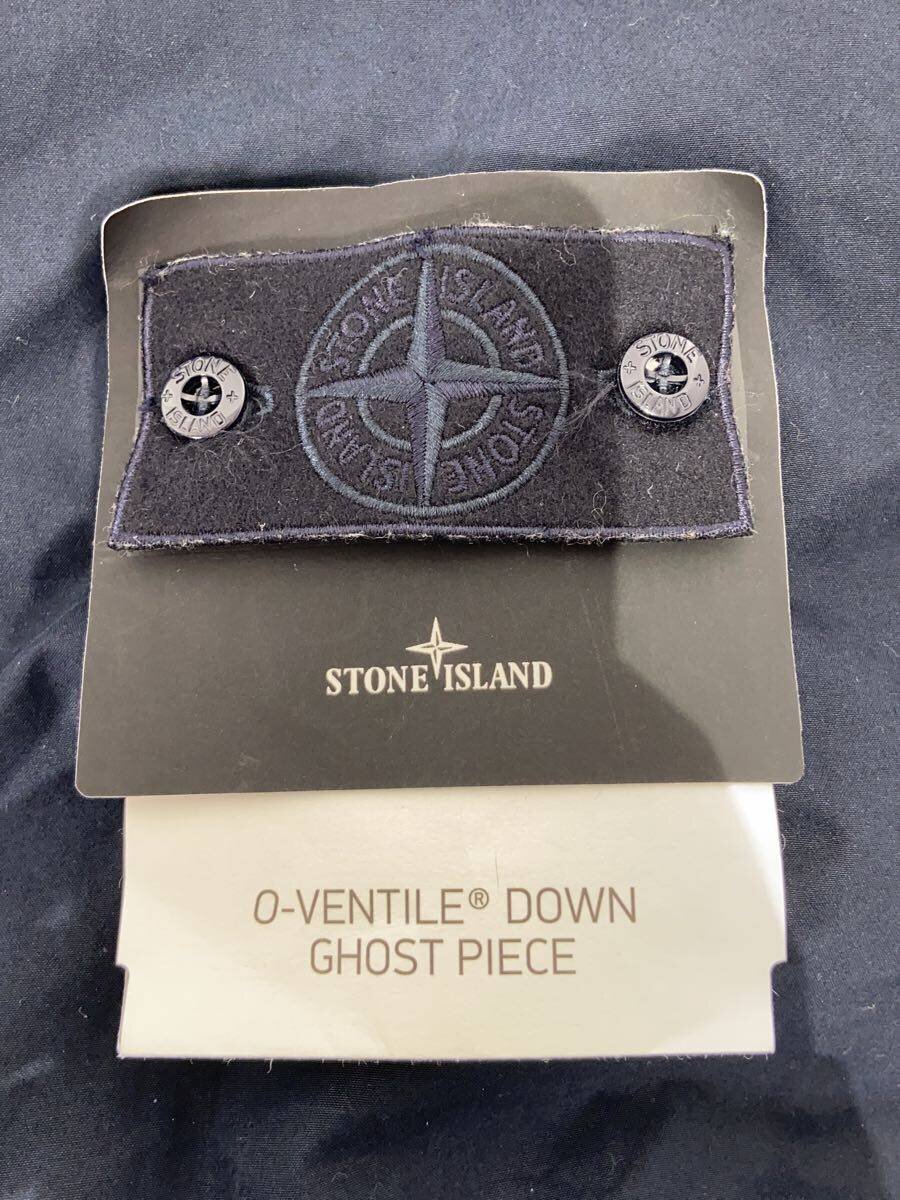 STONE ISLAND
STONE ISLAND
STONE
ISLAND
STONE
ISLAND
STONE ISLAND
O-VENTILE® DOWN
GHOST PIECE